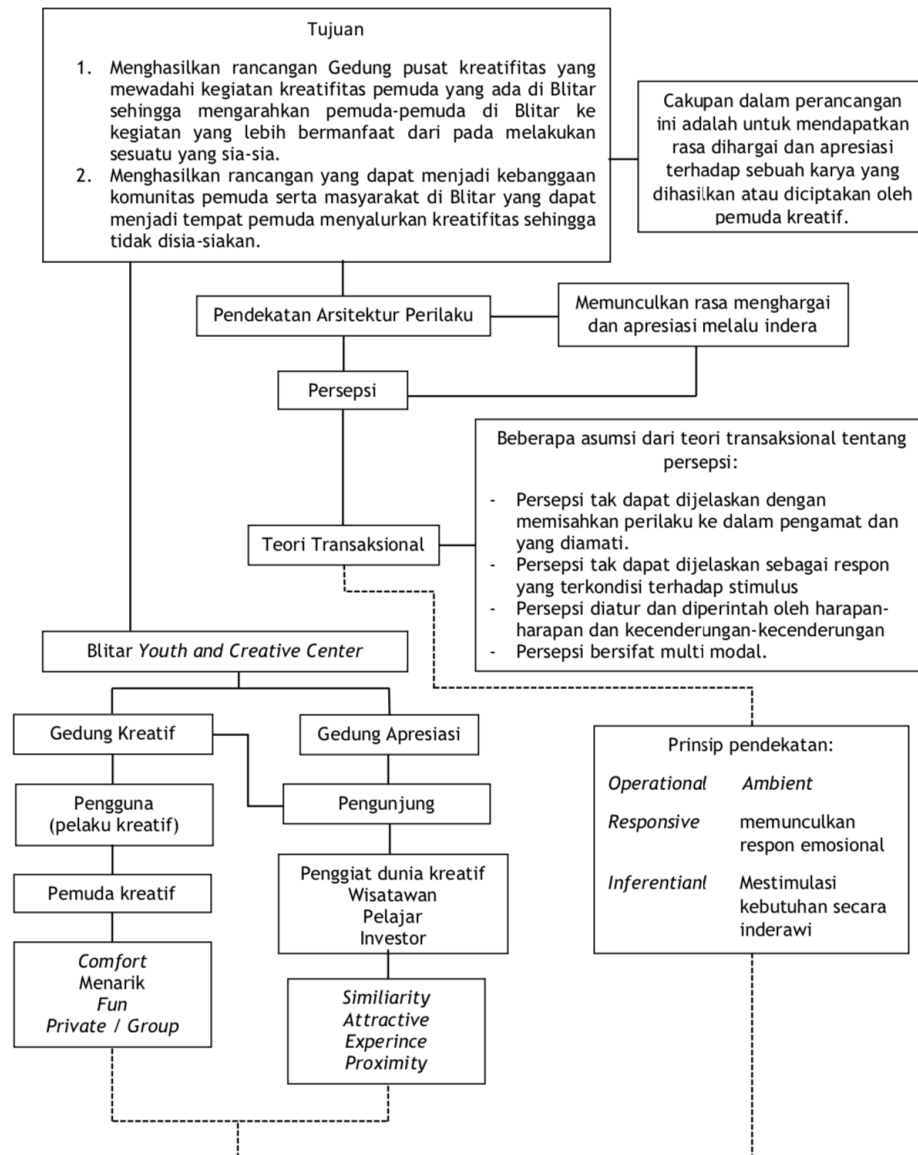 Tujuan
1. Menghasilkan rancangan Gedung pusat kreatifitas yang
mewadahi kegiatan kreatifitas pemuda yang ada di Blitar
sehingga mengarahkan pemuda-pemuda di Blitar ke
kegiatan yang lebih bermanfaat dari pada melakukan
sesuatu yang sia-sia.
2. Menghasilkan rancangan yang dapat menjadi kebanggaan
komunitas pemuda serta masyarakat di Blitar yang dapat
menjadi tempat pemuda menyalurkan kreatifitas sehingga
tidak disia-siakan.
Cakupan dalam perancangan
ini adalah untuk mendapatkan
rasa dihargai dan apresiasi
terhadap sebuah karya yang
dihasilkan atau diciptakan oleh
pemuda kreatif.
Pendekatan Arsitektur Perilaku
Memunculkan rasa menghargai
dan apresiasi melalu indera
Persepsi
Beberapa asumsi dari teori transaksional tentang
persepsi:
- Persepsi tak dapat dijelaskan dengan
memisahkan perilaku ke dalam pengamat dan
yang diamati.
- Persepsi tak dapat dijelaskan sebagai respon
yang terkondisi terhadap stimulus
- Persepsi diatur dan diperintah oleh harapan-
harapan dan kecenderungan-kecenderungan
- Persepsi bersifat multi modal.
Teori Transaksional
Blitar Youth and Creative Center
Gedung Kreatif
Gedung Apresiasi
Pengguna
(pelaku kreatif)
Pengunjung
Pemuda kreatif
Penggiat dunia kreatif
Wisatawan
Pelajar
Investor
Comfort
Menarik
Fun
Private / Group
Similiarity
Attractive
Experince
Proximity
Prinsip pendekatan:
Operational Ambient
Responsive memunculkan
respon emosional
Inferentianl Mestimulasi
kebutuhan secara
inderawi